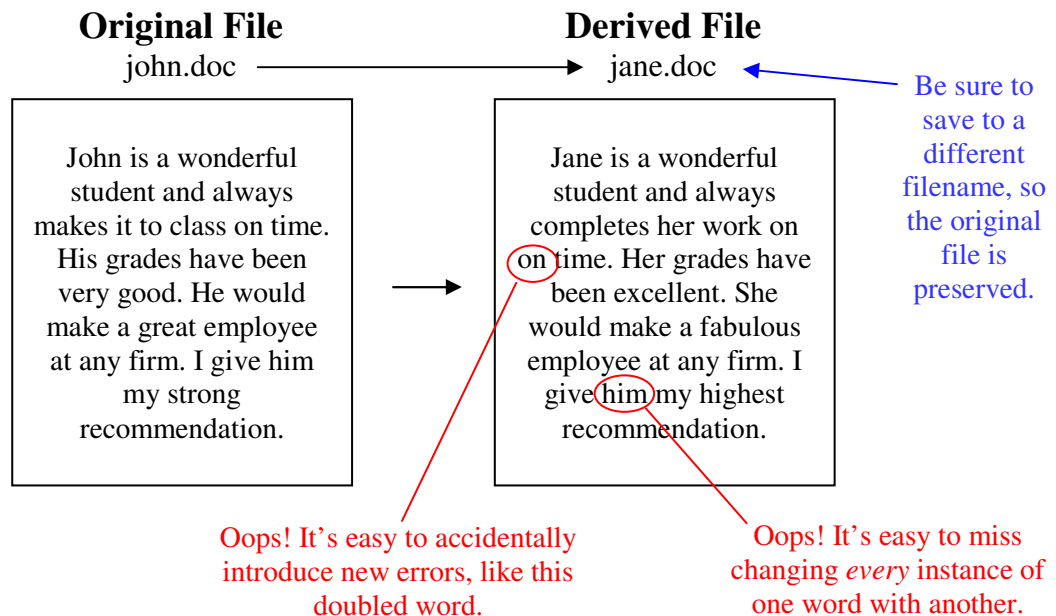 Original File
john.doc
John is a wonderful
student and always
makes it to class on time.
His grades have been
very good. He would
make a great employee
at any firm. I give him
my strong
recommendation.
Derived File
jane.doc
Jane is a wonderful
student and always
completes her work on
on time. Her grades have
been excellent. She
would make a fabulous
employee at any firm. I
give him my highest
recommendation.
Be sure to
save to a
different
filename, so
the original
file is
preserved.
Oops! It’s easy to accidentally
introduce new errors, like this
doubled word.
Oops! It’s easy to miss
changing every instance of
one word with another.